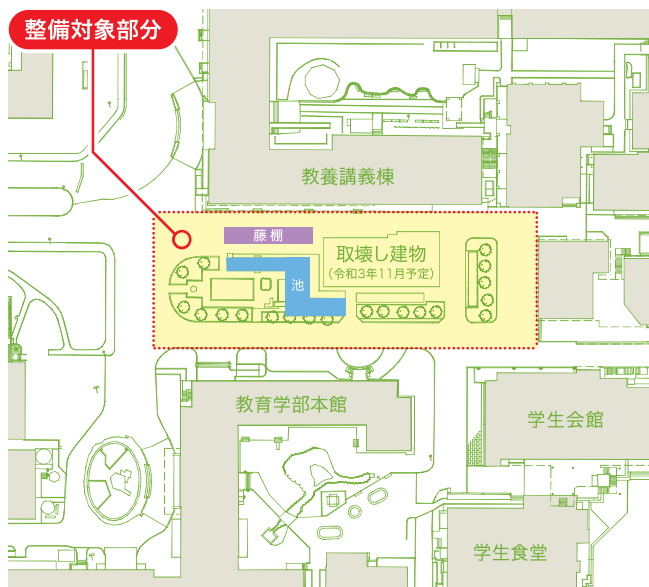 整備対象部分
教養講義棟
藤棚
取壊し建物
（令和3年11月予定）
池
教育学部本館
学生会館
学生食堂